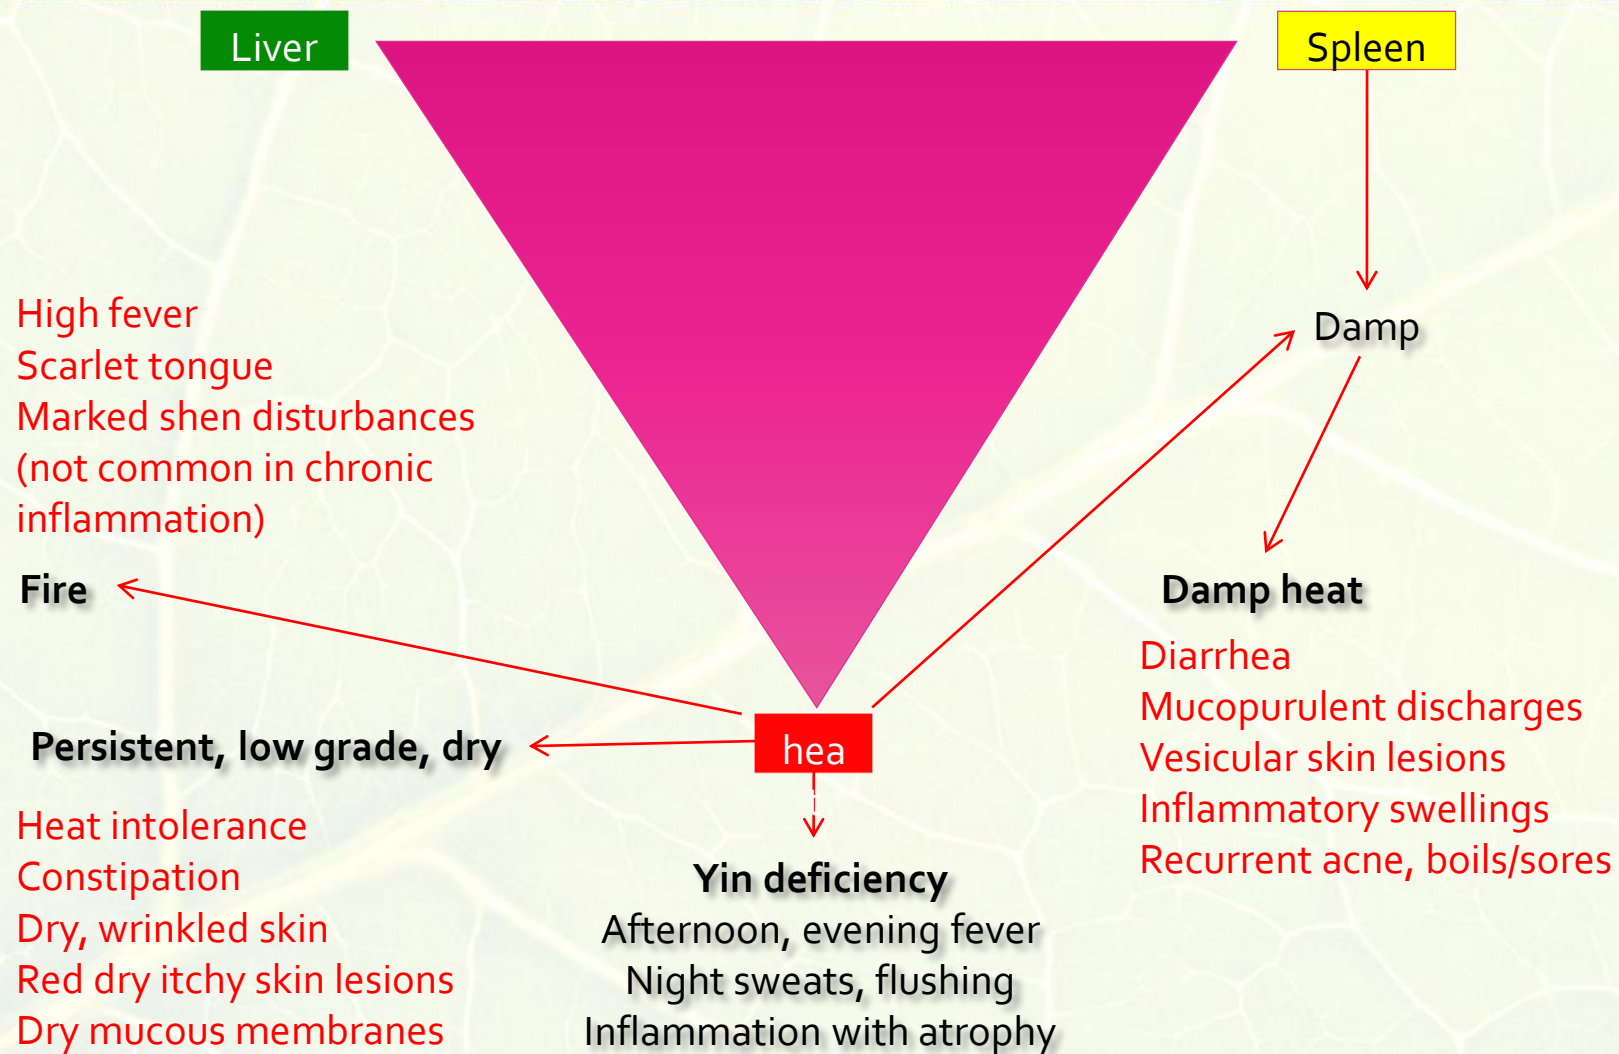 Liver
Spleen
High fever
Scarlet tongue
Marked shen disturbances
(not common in chronic
inflammation)
Damp
Fire
Damp heat
Diarrhea
Mucopurulent discharges
Vesicular skin lesions
Inflammatory swellings
Recurrent acne, boils/sores
Persistent, low grade, dry
hea
Heat intolerance
Constipation
Dry, wrinkled skin
Red dry itchy skin lesions
Dry mucous membranes
Yin deficiency
Afternoon, evening fever
Night sweats, flushing
Inflammation with atrophy